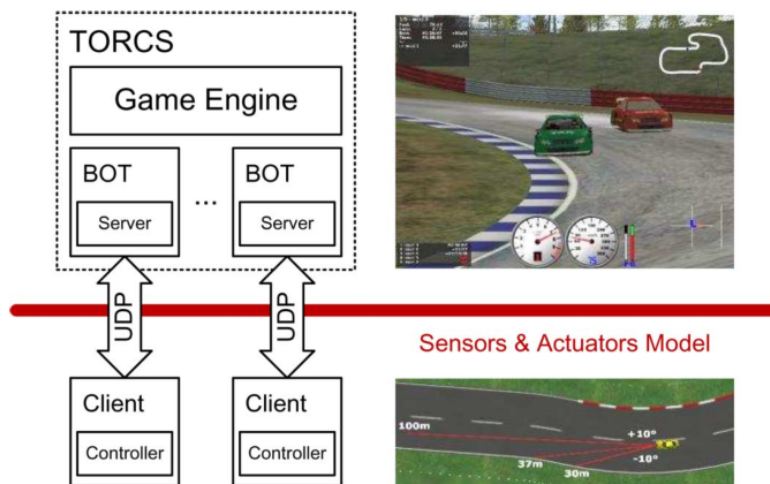 TORCS
Game Engine
BOT
Server
...
BOT
Server
UDP
UDP
Sensors & Actuators Model
Client
Controller
Client
Controller
100m
+10°
-10°
37m
30m